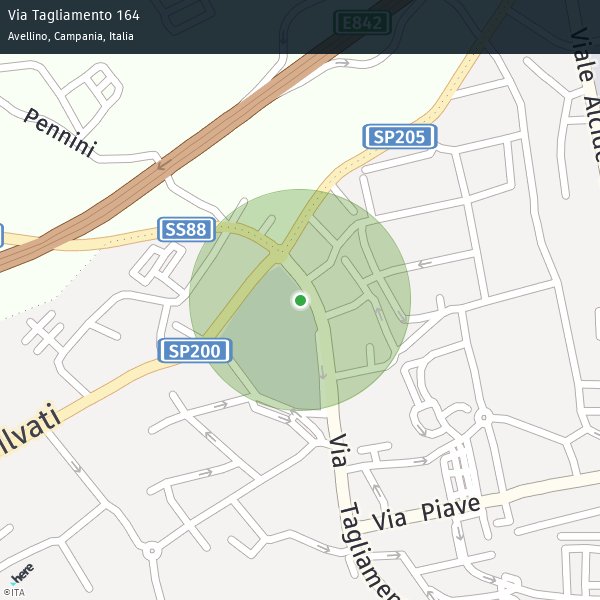 Via Tagliamento 164
Avellino, Campania, Italia
E842
Pennini
SP205
SS88
SP200
Ilvati
Via Tagliamen
Via Piave
Viale Alcide
here
©ITA